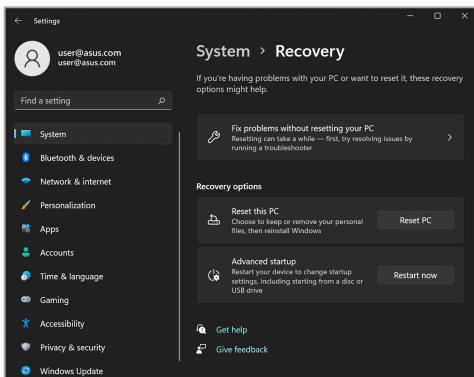 Settings
user@asus.com
user@asus.com
Find a setting
System
Bluetooth & devices
Network & internet
Personalization
Apps
Accounts
Time & language
Gaming
Accessibility
Privacy & security
Windows Update
System > Recovery
If you're having problems with your PC or want to reset it, these recovery
options might help.
Fix problems without resetting your PC
Resetting can take a while — first, try resolving issues by
running a troubleshooter
Recovery options
Reset this PC
Choose to keep or remove your personal
files, then reinstall Windows
Reset PC
Advanced startup
Restart your device to change startup
settings, including starting from a disc or
USB drive
Restart now
Get help
Give feedback